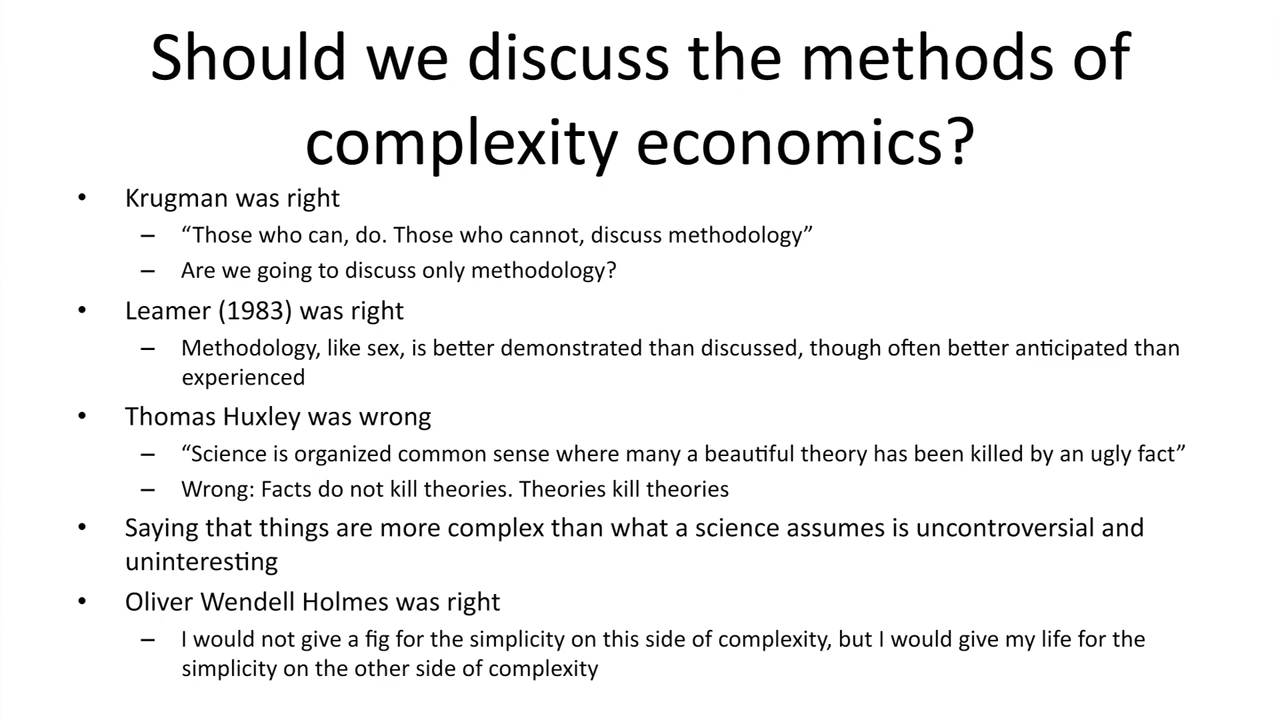 Should we discuss the methods of
complexity economics?
• Krugman was right
– “Those who can, do. Those who cannot, discuss methodology”
– Are we going to discuss only methodology?
• Leamer (1983) was right
– Methodology, like sex, is better demonstrated than discussed, though often better anticipated than
experienced
• Thomas Huxley was wrong
– “Science is organized common sense where many a beautiful theory has been killed by an ugly fact”
– Wrong: Facts do not kill theories. Theories kill theories
• Saying that things are more complex than what a science assumes is uncontroversial and
uninteresting
• Oliver Wendell Holmes was right
– I would not give a fig for the simplicity on this side of complexity, but I would give my life for the
simplicity on the other side of complexity